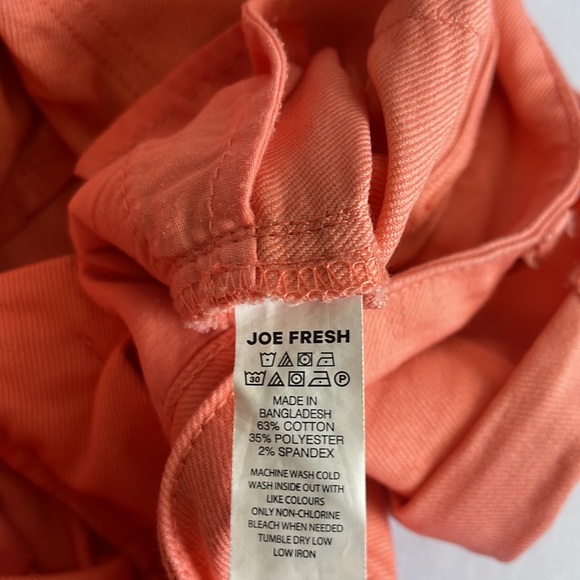 JOE FRESH
30 P
MADE IN
BANGLADESH
63% COTTON
35% POLYESTER
2% SPANDEX
MACHINE WASH COLD
WASH INSIDE OUT WITH
LIKE COLOURS
ONLY NON-CHLORINE
BLEACH WHEN NEEDED
TUMBLE DRY LOW
LOW IRON